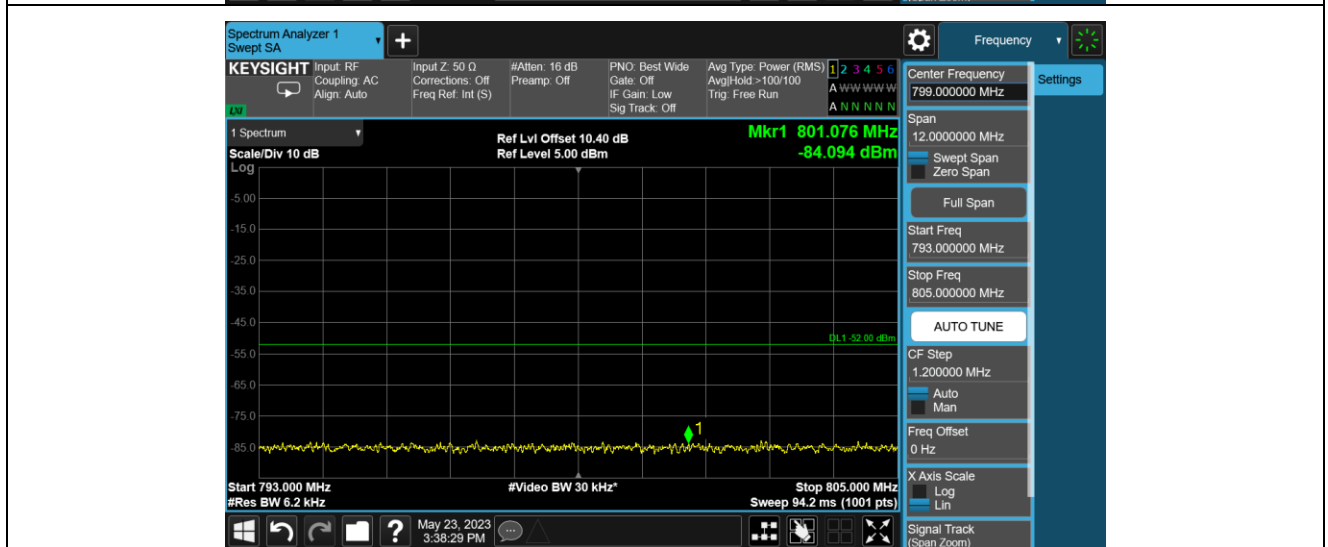 Spectrum Analyzer 1
Swept SA
+
Frequency
KEYSIGHT
Input: RF
Coupling: AC
Align: Auto
Input Z: 50 Ω
Corrections: Off
Freq Ref: Int (S)
#Atten: 16 dB
Preamp: Off
PNO: Best Wide
Gate: Off
IF Gain: Low
Sig Track: Off
Avg Type: Power (RMS)
Avg|Hold:>100/100
Trig: Free Run
1 2 3 4 5 6
A W W W W W
A N N N N N
LXI
Center Frequency
799.000000 MHz
Settings
Span
12.0000000 MHz
Swept Span
Zero Span
Full Span
Start Freq
793.000000 MHz
Stop Freq
805.000000 MHz
AUTO TUNE
CF Step
1.200000 MHz
Auto
Man
Freq Offset
0 Hz
X Axis Scale
Log
Lin
Signal Track
(Span Zoom)
1 Spectrum
Scale/Div 10 dB
Log
Ref Lvl Offset 10.40 dB
Ref Level 5.00 dBm
Mkr1 801.076 MHz
-84.094 dBm
-5.00
-15.0
-25.0
-35.0
-45.0
DL1 -52.00 dBm
-55.0
-65.0
-75.0
1
-85.0
Start 793.000 MHz
#Res BW 6.2 kHz
#Video BW 30 kHz*
Stop 805.000 MHz
Sweep 94.2 ms (1001 pts)
?
May 23, 2023
3:38:29 PM